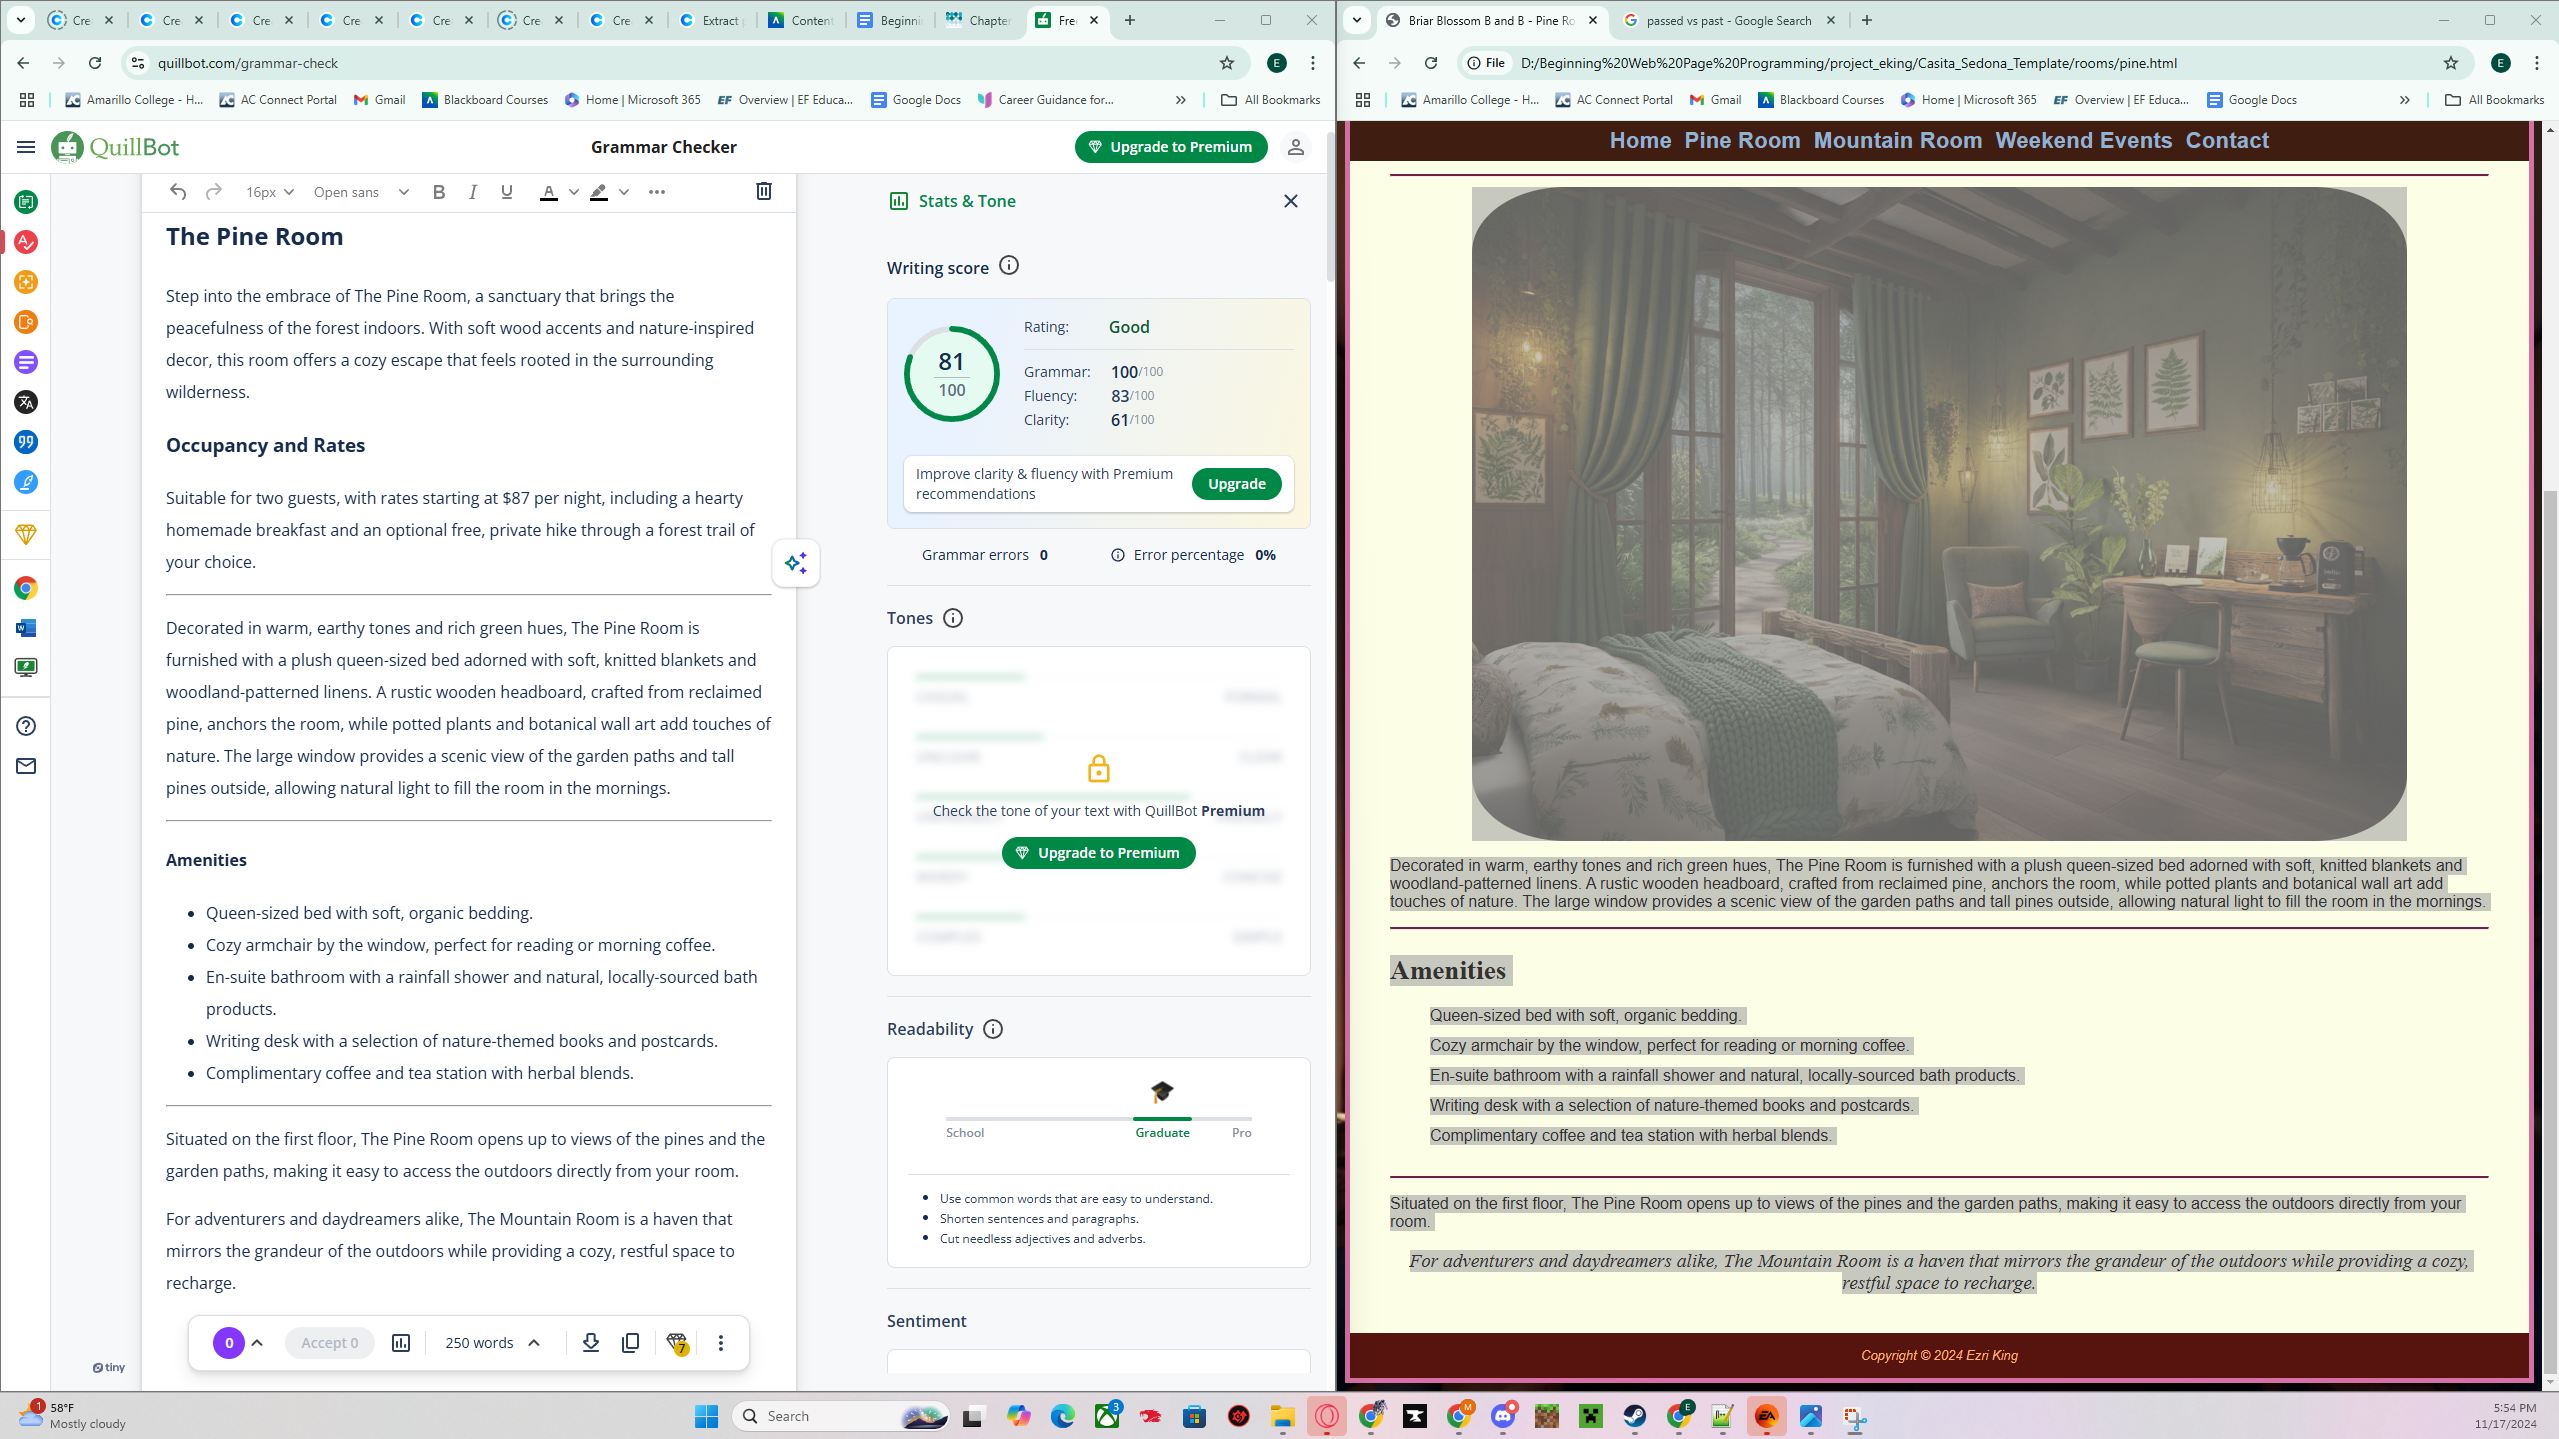 Cre
Cre
Cre
Cre
Cre
Cre
Cre
Extract
Content
Beginni
Chapter
Fre
quillbot.com/grammar-check
E
Amarillo College - H...
AC Connect Portal
Gmail
Blackboard Courses
Home | Microsoft 365
EF Overview | EF Educa...
Google Docs
Career Guidance for...
All Bookmarks
QuillBot
Grammar Checker
Upgrade to Premium
16px
Open sans
B I U A
The Pine Room
Step into the embrace of The Pine Room, a sanctuary that brings the
peacefulness of the forest indoors. With soft wood accents and nature-inspired
decor, this room offers a cozy escape that feels rooted in the surrounding
wilderness.
Occupancy and Rates
Suitable for two guests, with rates starting at $87 per night, including a hearty
homemade breakfast and an optional free, private hike through a forest trail of
your choice.
Decorated in warm, earthy tones and rich green hues, The Pine Room is
furnished with a plush queen-sized bed adorned with soft, knitted blankets and
woodland-patterned linens. A rustic wooden headboard, crafted from reclaimed
pine, anchors the room, while potted plants and botanical wall art add touches of
nature. The large window provides a scenic view of the garden paths and tall
pines outside, allowing natural light to fill the room in the mornings.
Amenities
Queen-sized bed with soft, organic bedding.
Cozy armchair by the window, perfect for reading or morning coffee.
En-suite bathroom with a rainfall shower and natural, locally-sourced bath
products.
Writing desk with a selection of nature-themed books and postcards.
Complimentary coffee and tea station with herbal blends.
Situated on the first floor, The Pine Room opens up to views of the pines and the
garden paths, making it easy to access the outdoors directly from your room.
For adventurers and daydreamers alike, The Mountain Room is a haven that
mirrors the grandeur of the outdoors while providing a cozy, restful space to
recharge.
0
Accept 0
250 words
7
tiny
Stats & Tone
Writing score
81
100
Rating: Good
Grammar: 100/100
Fluency: 83/100
Clarity: 61/100
Improve clarity & fluency with Premium
recommendations
Upgrade
Grammar errors 0
Error percentage 0%
Tones
Check the tone of your text with QuillBot Premium
Upgrade to Premium
Readability
School
Graduate
Pro
Use common words that are easy to understand.
Shorten sentences and paragraphs.
Cut needless adjectives and adverbs.
Sentiment
Briar Blossom B and B - Pine Ro
passed vs past - Google Search
File
D:/Beginning%20Web%20Page%20Programming/project_eking/Casita_Sedona_Template/rooms/pine.html
E
Amarillo College - H...
AC Connect Portal
Gmail
Blackboard Courses
Home | Microsoft 365
EF Overview | EF Educa...
Google Docs
All Bookmarks
Home Pine Room Mountain Room Weekend Events Contact
Decorated in warm, earthy tones and rich green hues, The Pine Room is furnished with a plush queen-sized bed adorned with soft, knitted blankets and
woodland-patterned linens. A rustic wooden headboard, crafted from reclaimed pine, anchors the room, while potted plants and botanical wall art add
touches of nature. The large window provides a scenic view of the garden paths and tall pines outside, allowing natural light to fill the room in the mornings.
Amenities
Queen-sized bed with soft, organic bedding.
Cozy armchair by the window, perfect for reading or morning coffee.
En-suite bathroom with a rainfall shower and natural, locally-sourced bath products.
Writing desk with a selection of nature-themed books and postcards.
Complimentary coffee and tea station with herbal blends.
Situated on the first floor, The Pine Room opens up to views of the pines and the garden paths, making it easy to access the outdoors directly from your
room.
For adventurers and daydreamers alike, The Mountain Room is a haven that mirrors the grandeur of the outdoors while providing a cozy,
restful space to recharge.
Copyright © 2024 Ezri King
1
58°F
Mostly cloudy
Search
3
M
E
EA
5:54 PM
11/17/2024